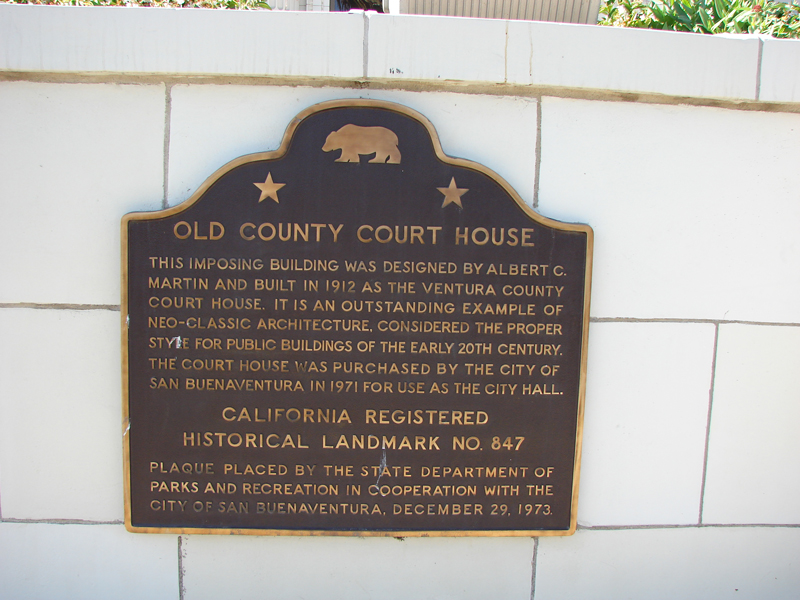 OLD COUNTY COURT HOUSE
THIS IMPOSING BUILDING WAS DESIGNED BY ALBERT C.
MARTIN AND BUILT IN 1912 AS THE VENTURA COUNTY
COURT HOUSE. IT IS AN OUTSTANDING EXAMPLE OF
NEO-CLASSIC ARCHITECTURE, CONSIDERED THE PROPER
STYLE FOR PUBLIC BUILDINGS OF THE EARLY 20TH CENTURY.
THE COURT HOUSE WAS PURCHASED BY THE CITY OF
SAN BUENAVENTURA IN 1971 FOR USE AS THE CITY HALL.
CALIFORNIA REGISTERED
HISTORICAL LANDMARK NO. 847
PLAQUE PLACED BY THE STATE DEPARTMENT OF
PARKS AND RECREATION IN COOPERATION WITH THE
CITY OF SAN BUENAVENTURA, DECEMBER 29, 1973.